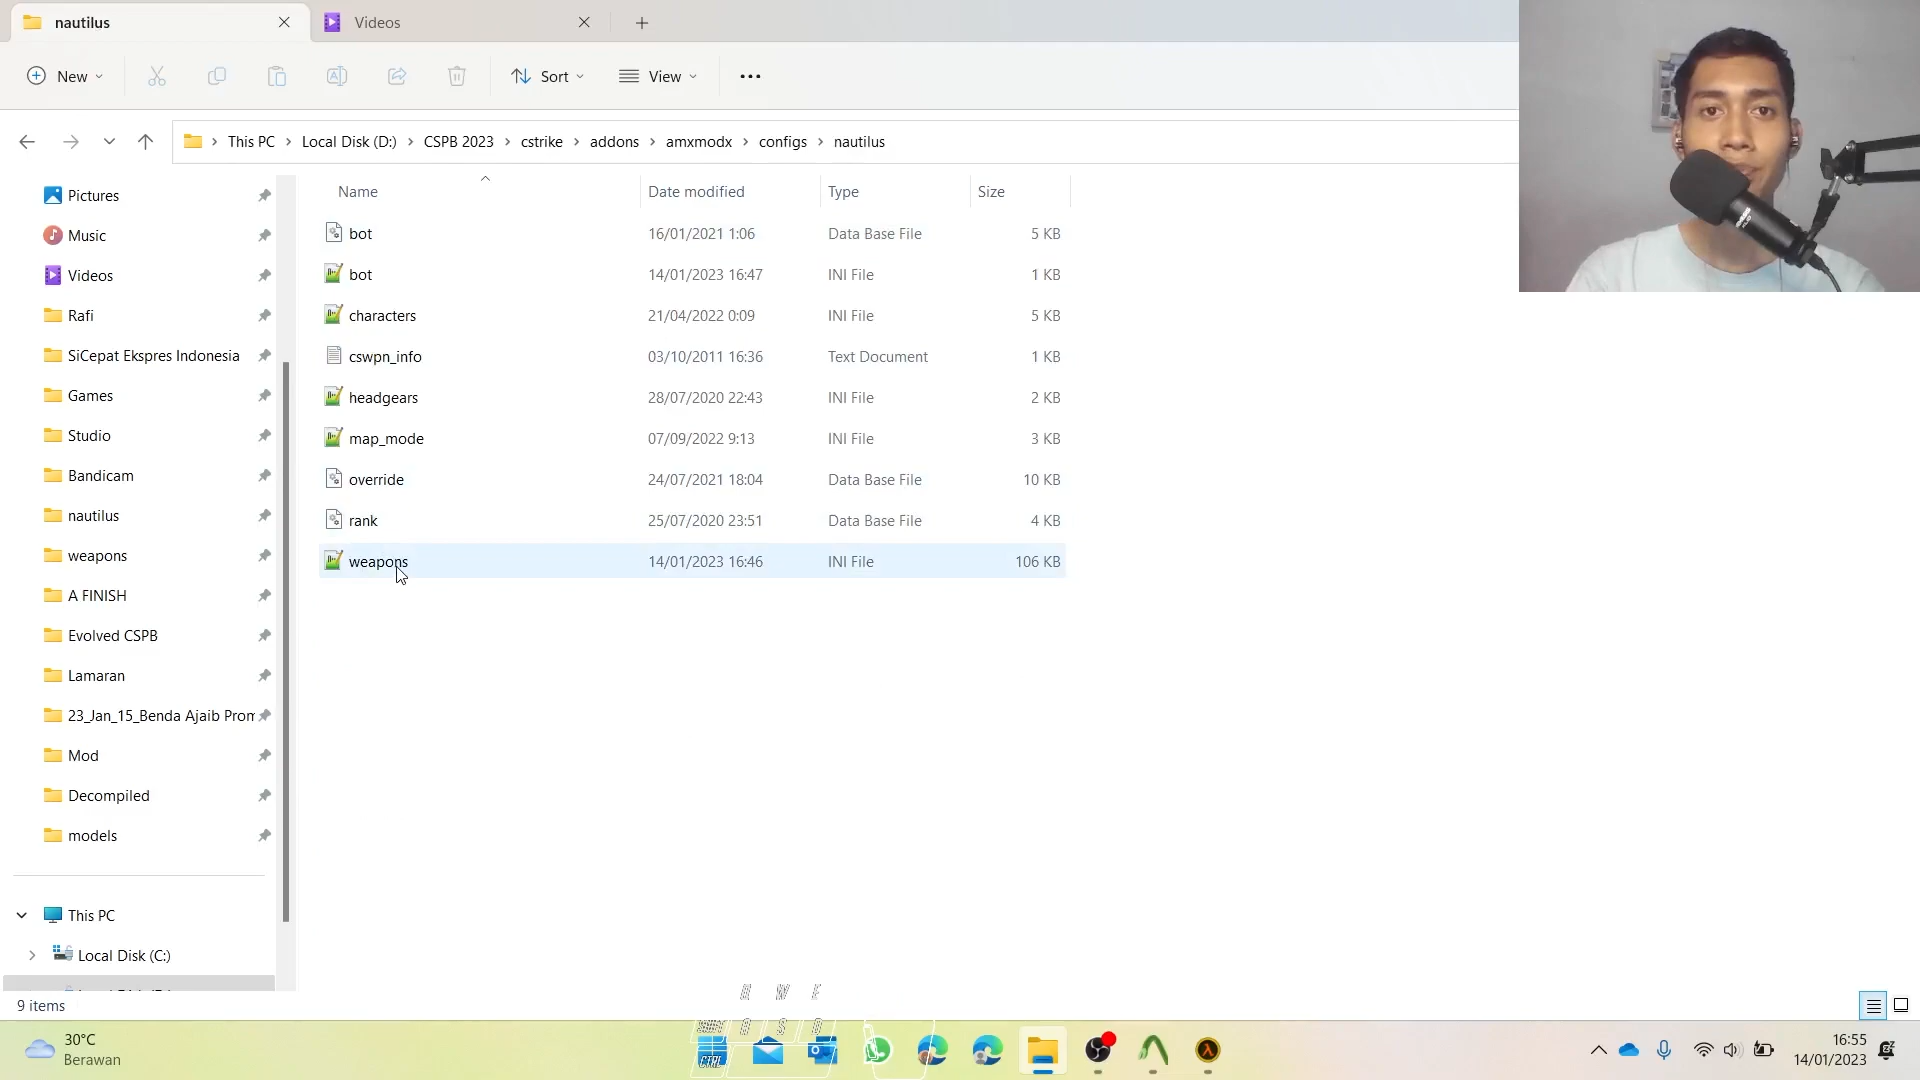 nautilus
Videos
New
Sort
View
This PC > Local Disk (D:) > CSPB 2023 > cstrike > addons > amxmodx > configs > nautilus
Name Date modified Type Size
bot 16/01/2021 1:06 Data Base File 5 KB
bot 14/01/2023 16:47 INI File 1 KB
characters 21/04/2022 0:09 INI File 5 KB
cswpn_info 03/10/2011 16:36 Text Document 1 KB
headgears 28/07/2020 22:43 INI File 2 KB
map_mode 07/09/2022 9:13 INI File 3 KB
override 24/07/2021 18:04 Data Base File 10 KB
rank 25/07/2020 23:51 Data Base File 4 KB
weapons 14/01/2023 16:46 INI File 106 KB
Pictures
Music
Videos
Rafi
SiCepat Ekspres Indonesia
Games
Studio
Bandicam
nautilus
weapons
A FINISH
Evolved CSPB
Lamaran
23_Jan_15_Benda Ajaib Prom
Mod
Decompiled
models
This PC
Local Disk (C:)
9 items
30°C
Berawan
CTRL
16:55
14/01/2023